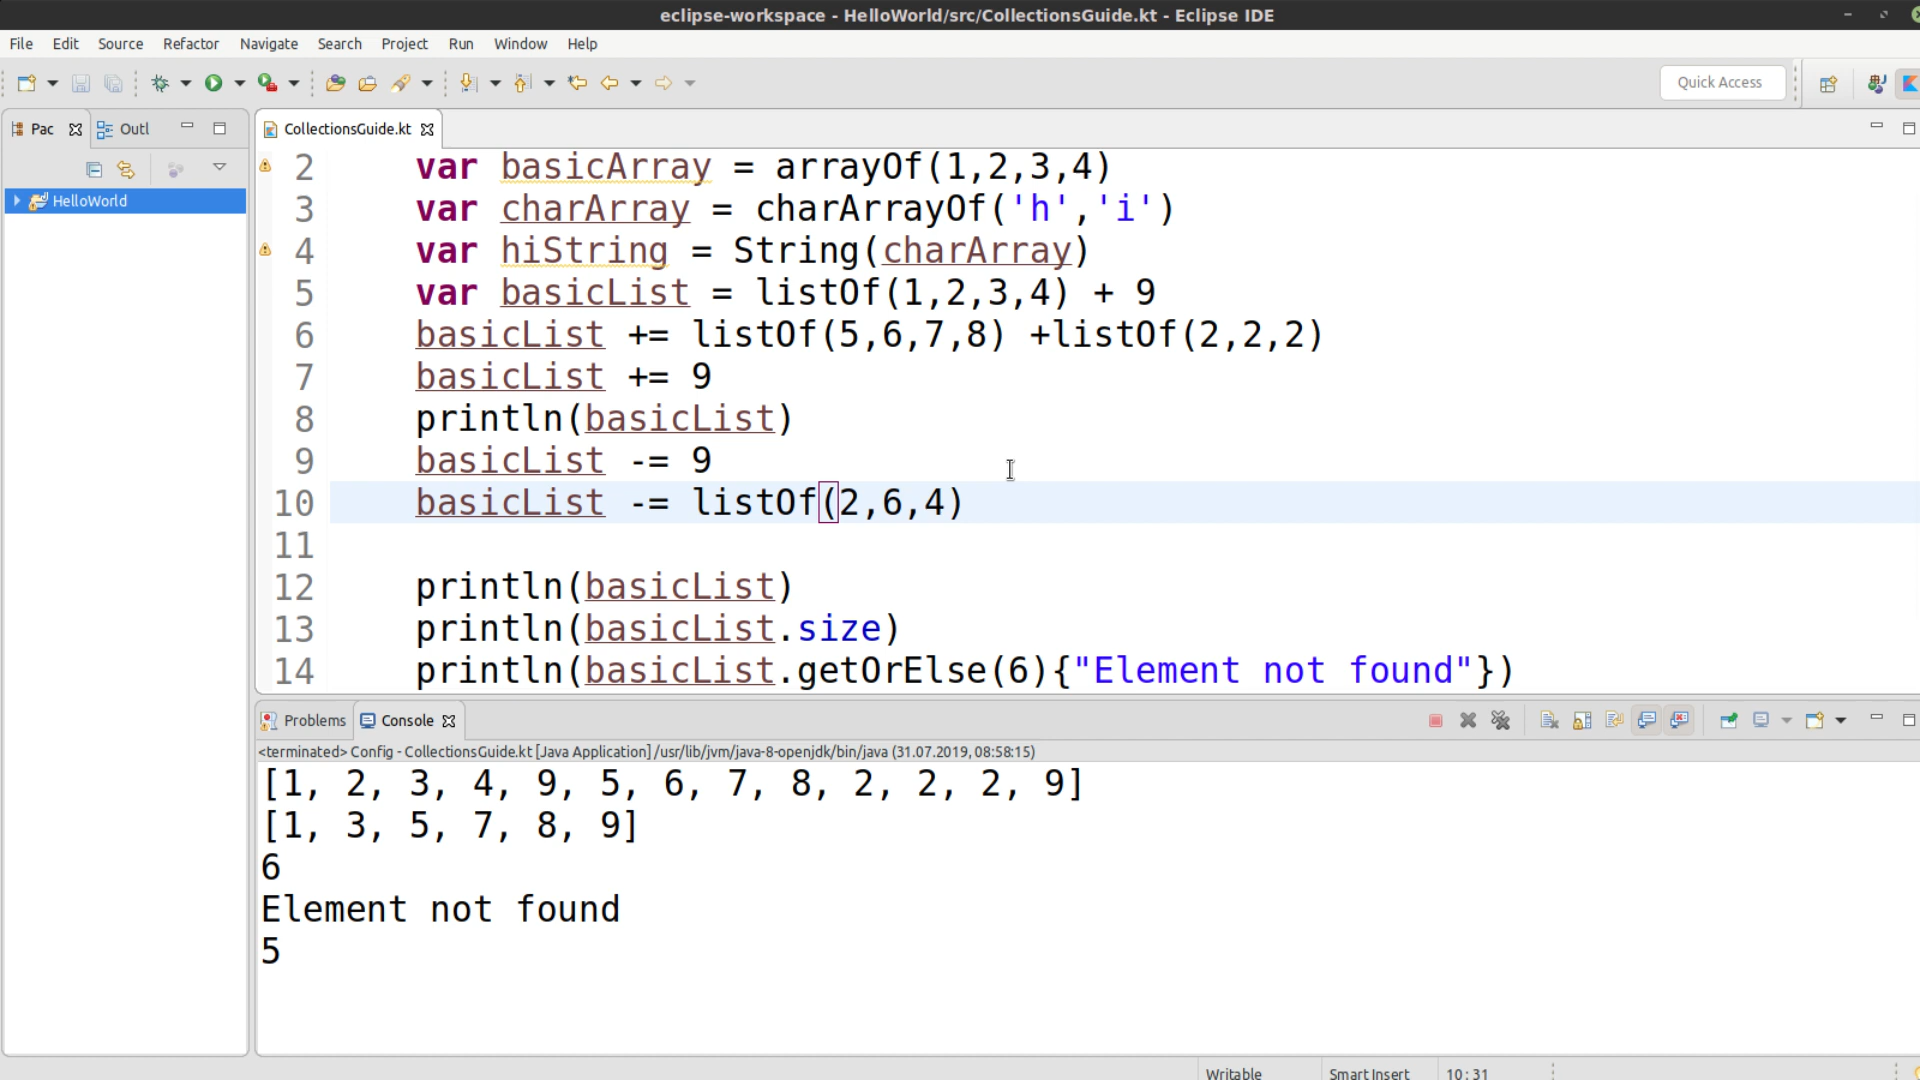 eclipse-workspace - HelloWorld/src/CollectionsGuide.kt - Eclipse IDE
File Edit Source Refactor Navigate Search Project Run Window Help
Quick Access
Pac Outl
CollectionsGuide.kt
HelloWorld
2 var basicArray = arrayOf(1,2,3,4)
3 var charArray = charArrayOf('h','i')
4 var hiString = String(charArray)
5 var basicList = listOf(1,2,3,4) + 9
6 basicList += listOf(5,6,7,8) +listOf(2,2,2)
7 basicList += 9
8 println(basicList)
9 basicList -= 9
10 basicList -= listOf(2,6,4)
11
12 println(basicList)
13 println(basicList.size)
14 println(basicList.getOrElse(6){"Element not found"})
Problems Console
<terminated> Config - CollectionsGuide.kt [Java Application] /usr/lib/jvm/java-8-openjdk/bin/java (31.07.2019, 08:58:15)
[1, 2, 3, 4, 9, 5, 6, 7, 8, 2, 2, 2, 9]
[1, 3, 5, 7, 8, 9]
6
Element not found
5
Writable Smart Insert 10:31